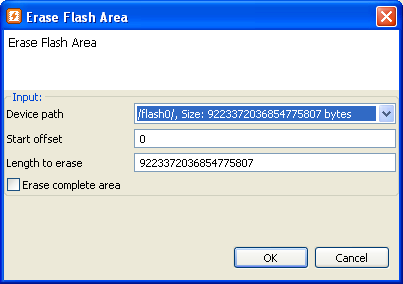 Erase Flash Area
Erase Flash Area
Input:
Device path /flash0/, Size: 9223372036854775807 bytes
Start offset 0
Length to erase 9223372036854775807
Erase complete area
OK Cancel